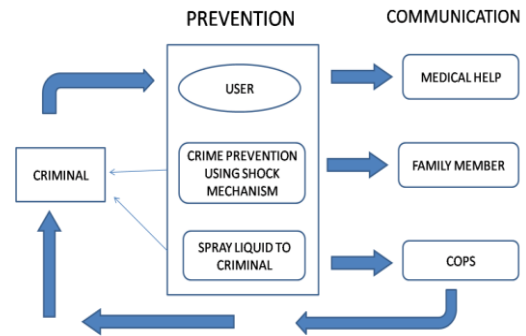 PREVENTION
COMMUNICATION
USER
MEDICAL HELP
CRIMINAL
CRIME PREVENTION
USING SHOCK
MECHANISM
FAMILY MEMBER
SPRAY LIQUID TO
CRIMINAL
COPS